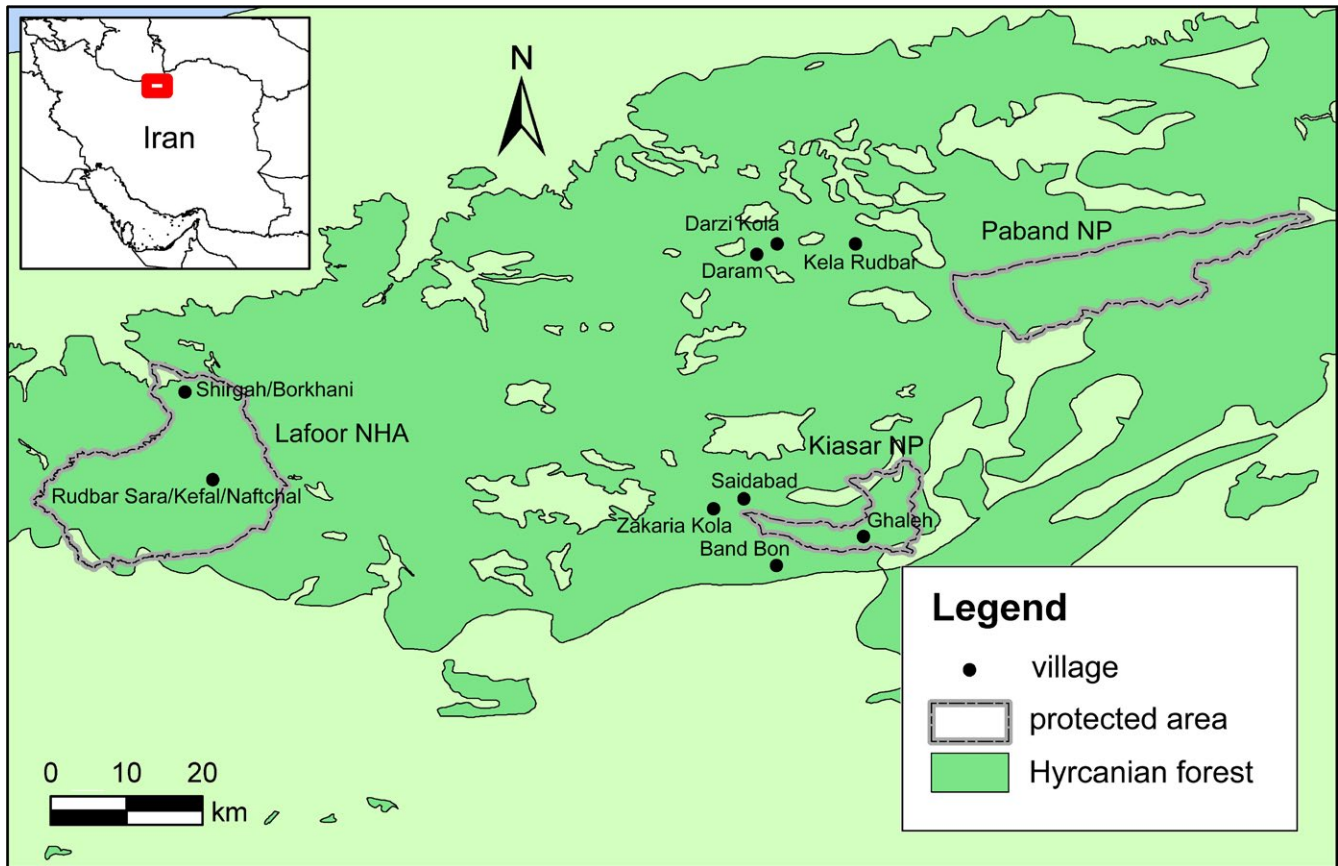 Iran
N
Darzi Kola
Daram
Kela Rudbar
Paband NP
Shirgah/Borkhani
Lafoor NHA
Rudbar Sara/Kefal/Naftchal
Kiasar NP
Saidabad
Zakaria Kola
Ghaleh
Band Bon
Legend
village
protected area
Hyrcanian forest
0 10 20
km